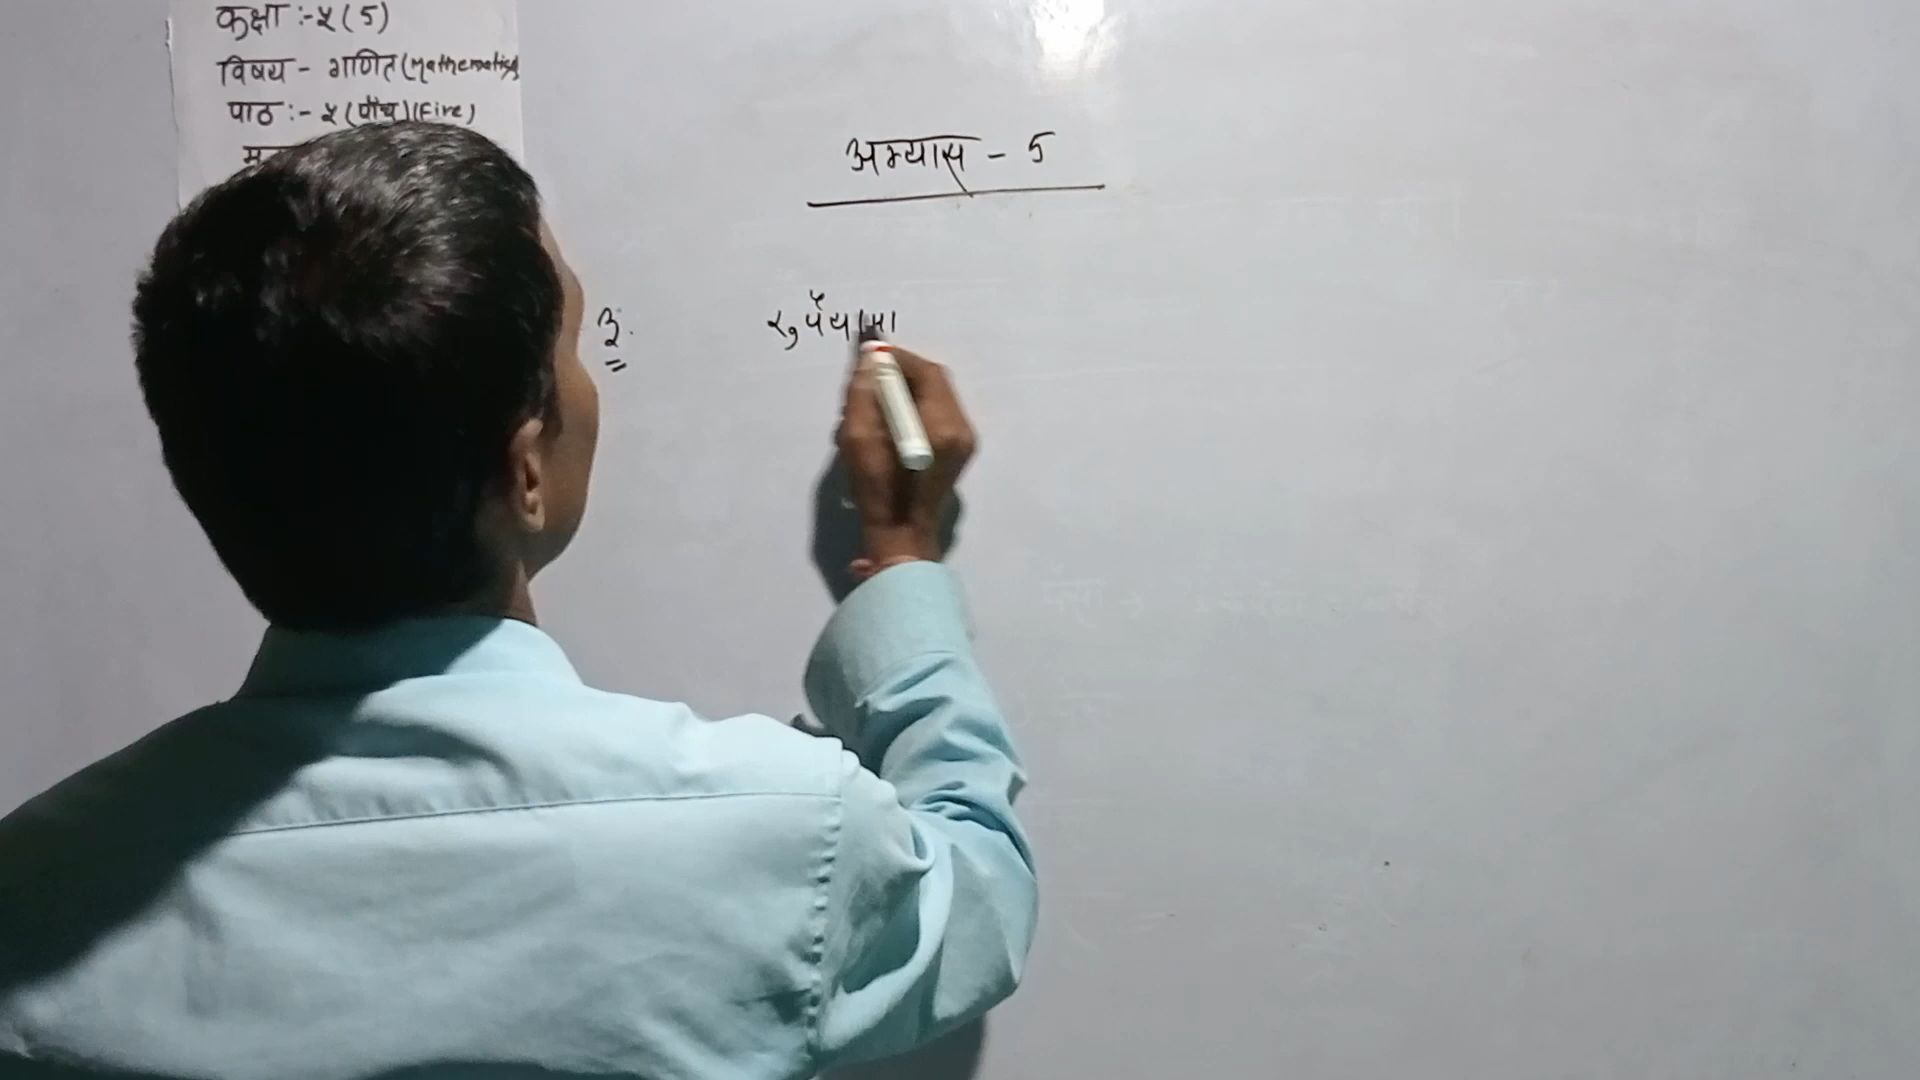 कक्षा :- ५ (5)
विषय - गणित (Mathematics)
पाठ :- ५ (पाँच) (Five)
अभ्यास - 5
३.